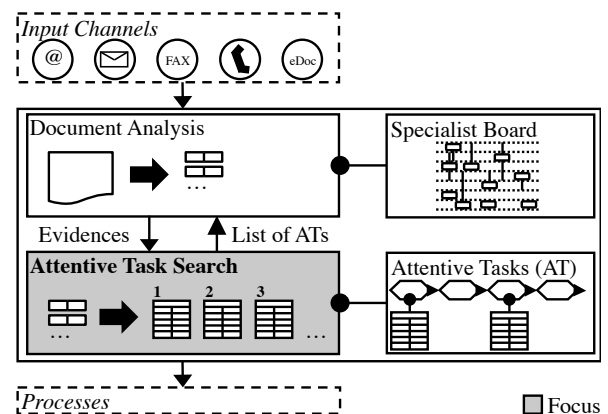 Input Channels
@ FAX eDoc
Document Analysis
Specialist Board
...
Evidences
List of ATs
Attentive Task Search
Attentive Tasks (AT)
1 2 3
... ...
Processes
Focus